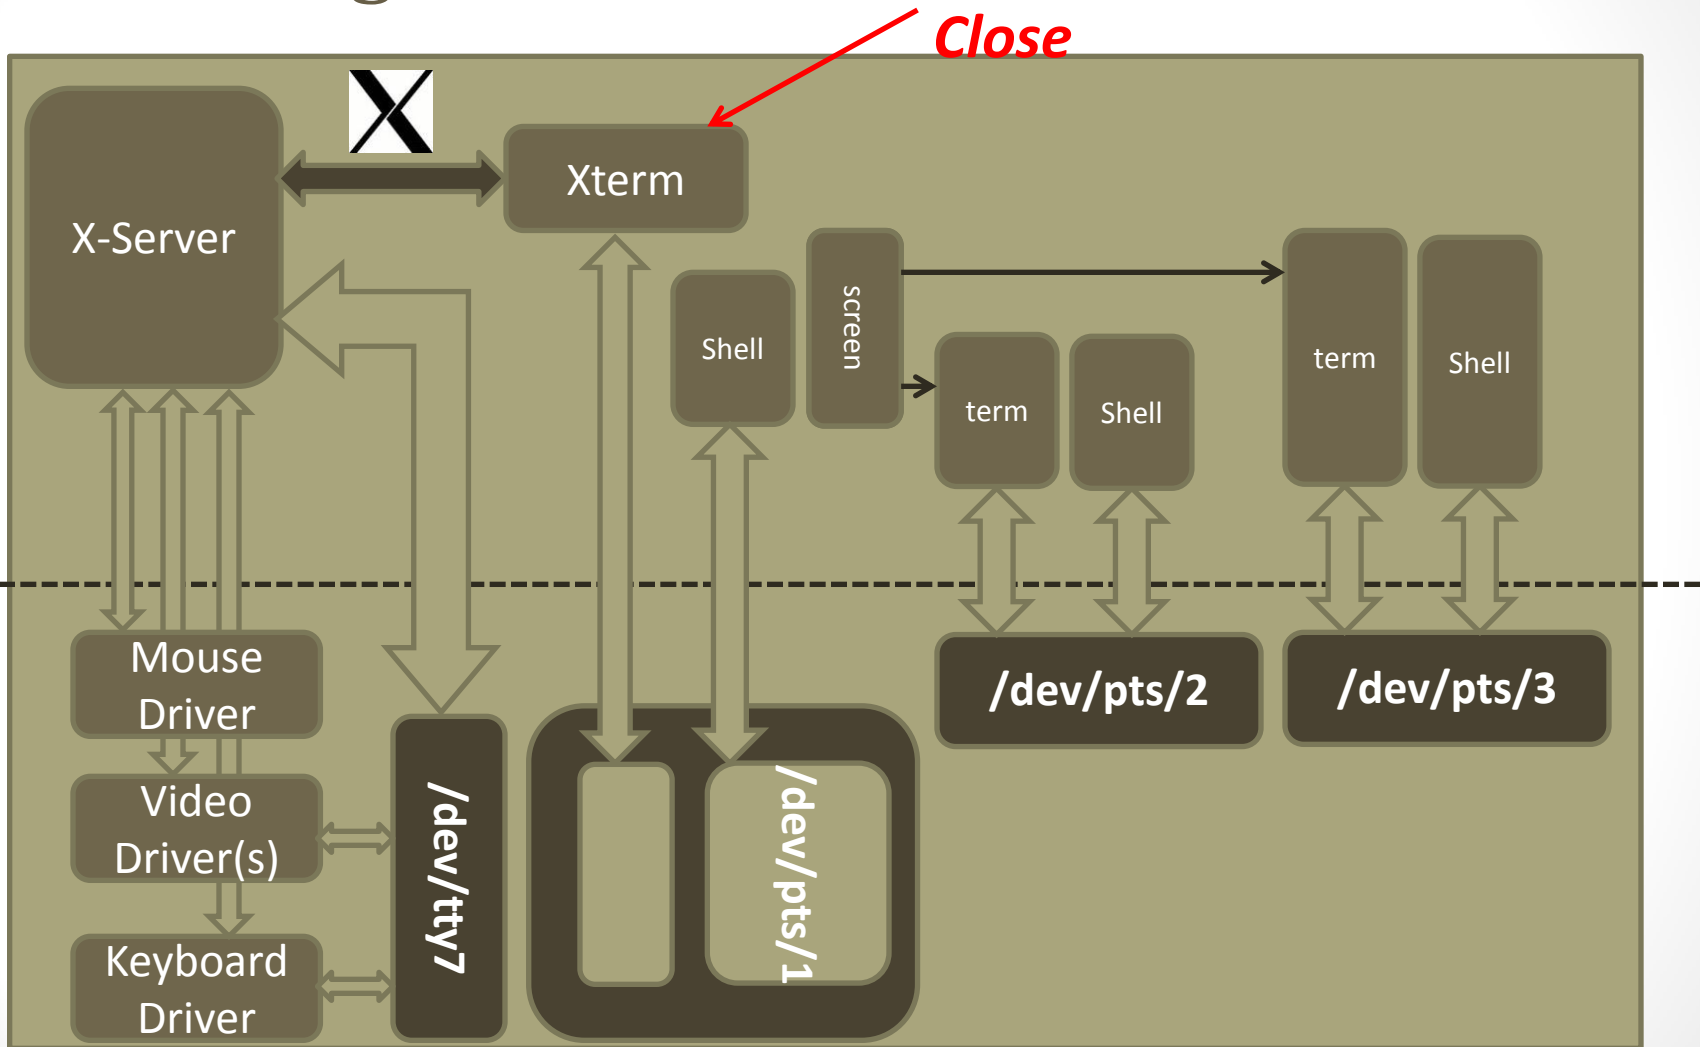 Close
X-Server
Xterm
Shell
screen
term
Shell
term
Shell
Mouse
Driver
Video
Driver(s)
Keyboard
Driver
/dev/tty7
/dev/pts/1
/dev/pts/2
/dev/pts/3